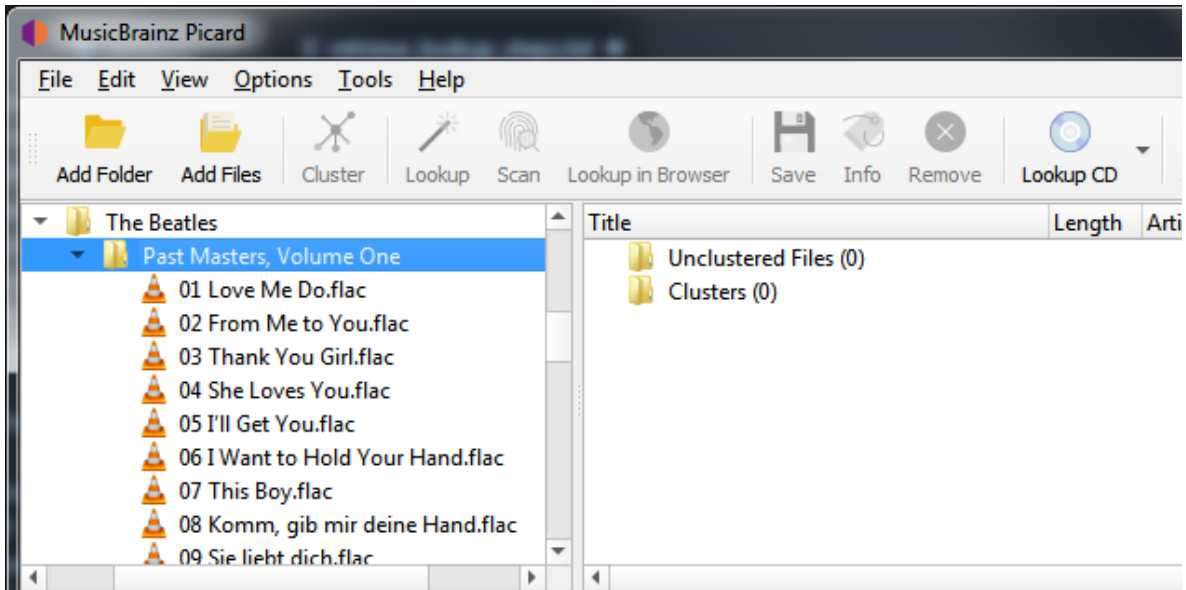 MusicBrainz Picard
File Edit View Options Tools Help
Add Folder Add Files Cluster Lookup Scan Lookup in Browser Save Info Remove Lookup CD
The Beatles
Past Masters, Volume One
01 Love Me Do.flac
02 From Me to You.flac
03 Thank You Girl.flac
04 She Loves You.flac
05 I'll Get You.flac
06 I Want to Hold Your Hand.flac
07 This Boy.flac
08 Komm, gib mir deine Hand.flac
09 Sie liebt dich.flac
Title Length Arti
Unclustered Files (0)
Clusters (0)